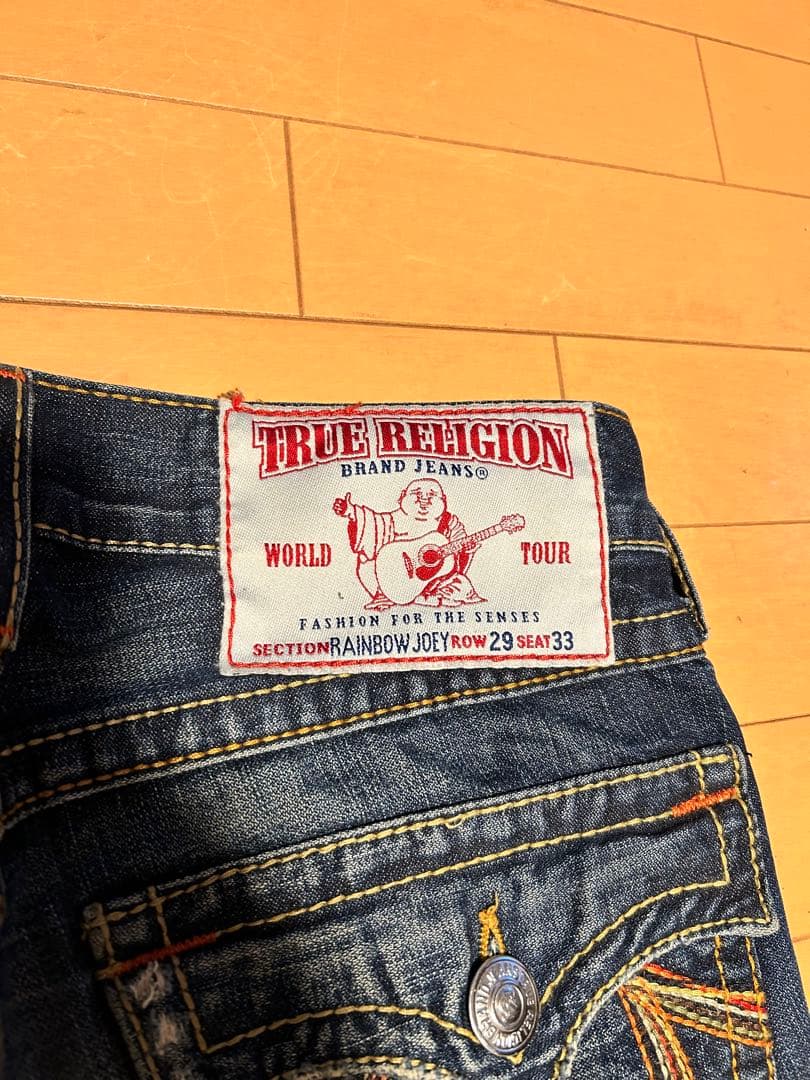 TRUE RELIGION
BRAND JEANS®
WORLD TOUR
FASHION FOR THE SENSES
SECTION RAINBOW JOEY ROW 29 SEAT 33